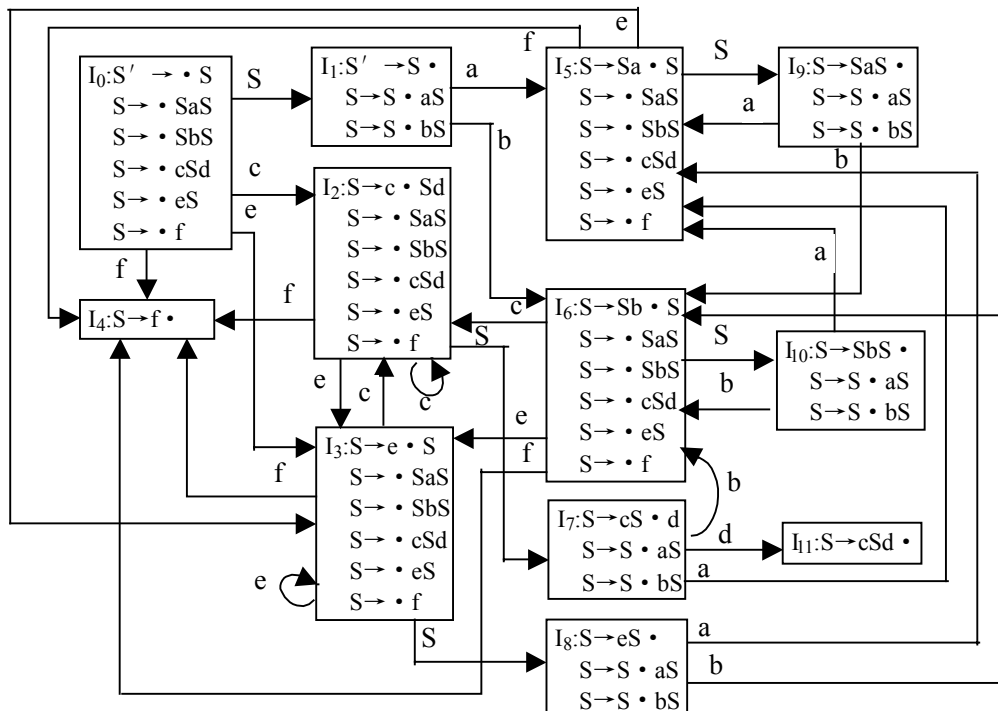 I₀:S′ →・S
S→・SaS
S→・SbS
S→・cSd
S→・eS
S→・f
I₁:S′ →S・
S→S・aS
S→S・bS
I₂:S→c・Sd
S→・SaS
S→・SbS
S→・cSd
S→・eS
S→・f
I₃:S→e・S
S→・SaS
S→・SbS
S→・cSd
S→・eS
S→・f
I₄:S→f・
I₅:S→Sa・S
S→・SaS
S→・SbS
S→・cSd
S→・eS
S→・f
I₆:S→Sb・S
S→・SaS
S→・SbS
S→・cSd
S→・eS
S→・f
I₇:S→cS・d
S→S・aS
S→S・bS
I₈:S→eS・
S→S・aS
S→S・bS
I₉:S→SaS・
S→S・aS
S→S・bS
I₁₀:S→SbS・
S→S・aS
S→S・bS
I₁₁:S→cSd・
e
f
S
S
a
a
b
b
c
e
a
f
f
c
S
S
b
e
c
c
e
f
f
b
d
a
e
S
a
b